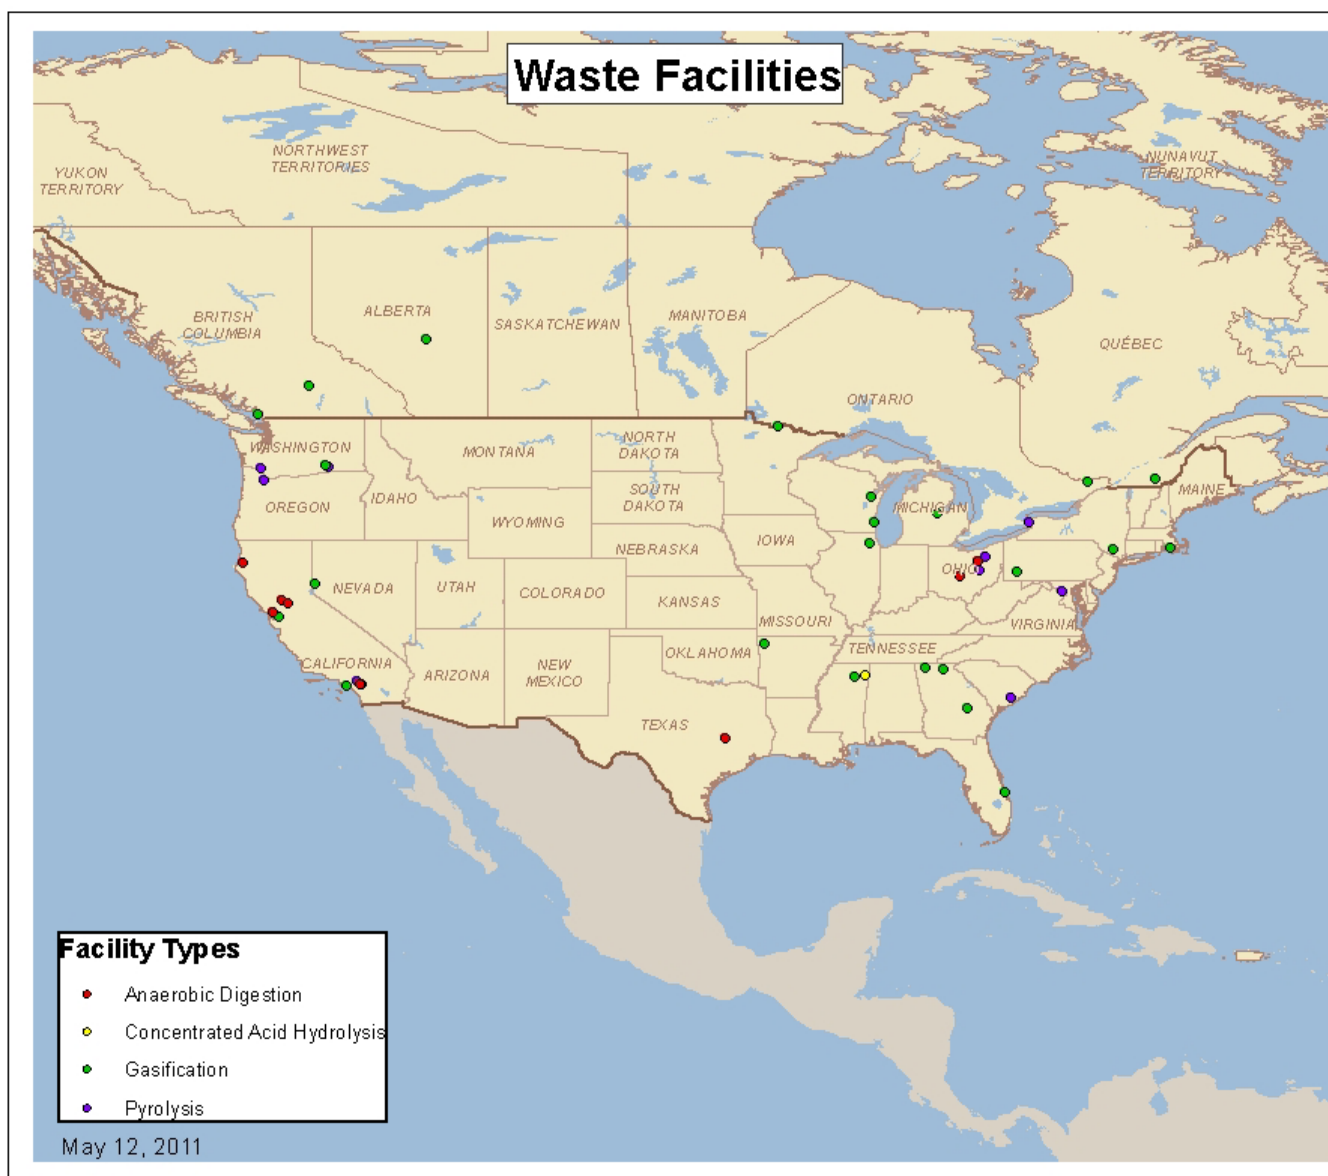 Waste Facilities
NORTHWEST
TERRITORIES
YUKON
TERRITORY
NUNAVUT
TERRITORY
BRITISH
COLUMBIA
ALBERTA
SASKATCHEWAN
MANITOBA
QUÉBEC
ONTARIO
WASHINGTON
MONTANA
NORTH
DAKOTA
MAINE
OREGON
IDAHO
SOUTH
DAKOTA
MICHIGAN
WYOMING
IOWA
NEBRASKA
NEVADA
UTAH
COLORADO
OHIO
KANSAS
MISSOURI
VIRGINIA
CALIFORNIA
ARIZONA
NEW
MEXICO
OKLAHOMA
TENNESSEE
TEXAS
Facility Types
Anaerobic Digestion
Concentrated Acid Hydrolysis
Gasification
Pyrolysis
May 12, 2011